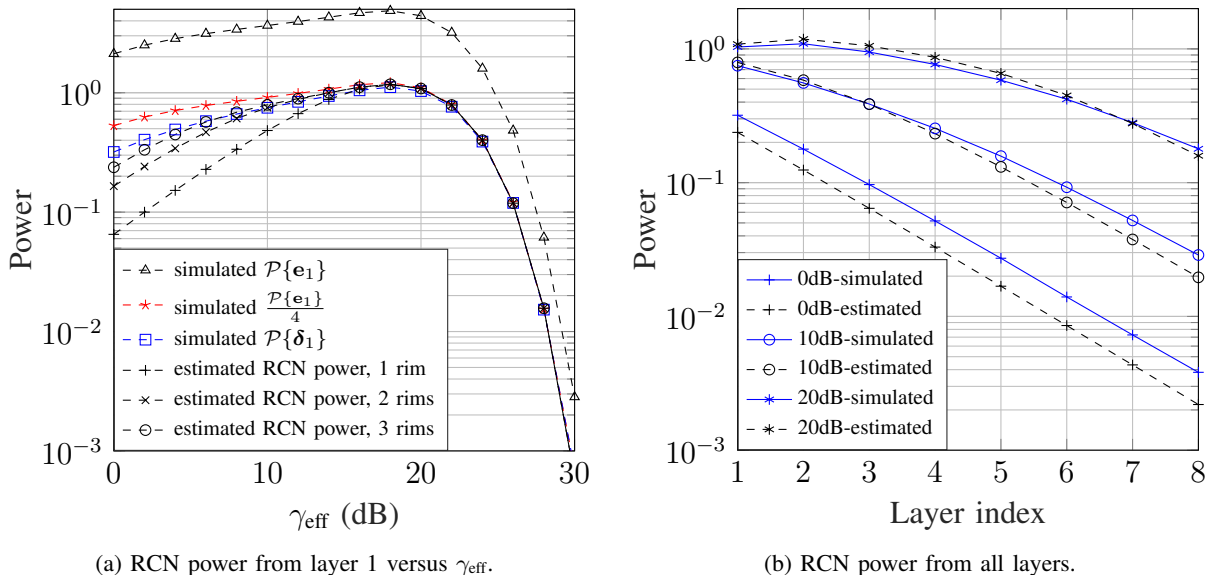 10^0
10^{-1}
10^{-2}
10^{-3}
Power
0
10
20
30
γ_eff (dB)
simulated 𝒫{𝐞₁}
simulated 𝒫{𝐞₁}/4
simulated 𝒫{𝜹₁}
estimated RCN power, 1 rim
estimated RCN power, 2 rims
estimated RCN power, 3 rims
(a) RCN power from layer 1 versus γ_eff.
10^0
10^{-1}
10^{-2}
10^{-3}
Power
1 2 3 4 5 6 7 8
Layer index
0dB-simulated
0dB-estimated
10dB-simulated
10dB-estimated
20dB-simulated
20dB-estimated
(b) RCN power from all layers.